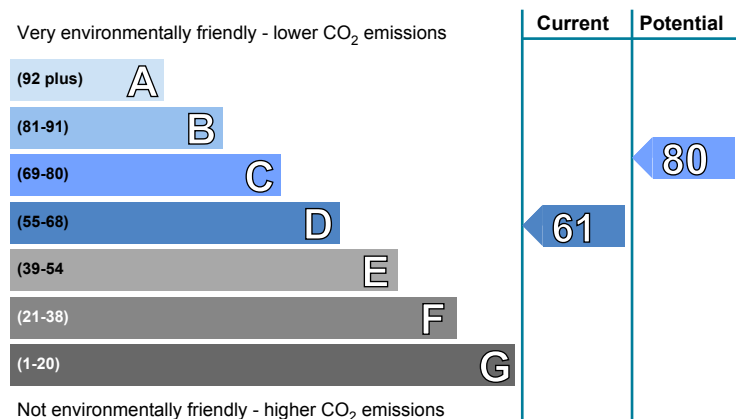 Very environmentally friendly - lower CO₂ emissions
Current
Potential
(92 plus) A
(81-91) B
(69-80) C
80
(55-68) D
61
(39-54 E
(21-38) F
(1-20) G
Not environmentally friendly - higher CO₂ emissions